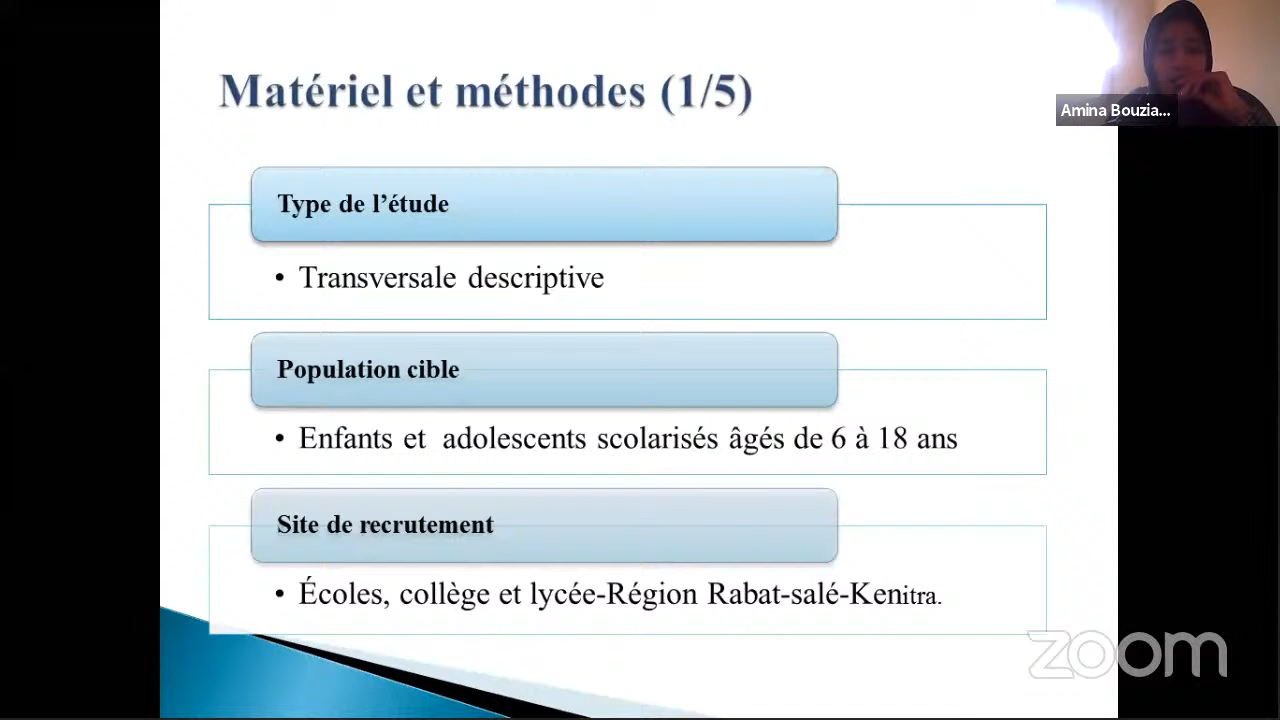 Matériel et méthodes (1/5)
Amina Bouzia...
Type de l’étude
• Transversale descriptive
Population cible
• Enfants et adolescents scolarisés âgés de 6 à 18 ans
Site de recrutement
• Écoles, collège et lycée-Région Rabat-salé-Kenitra.
zoom